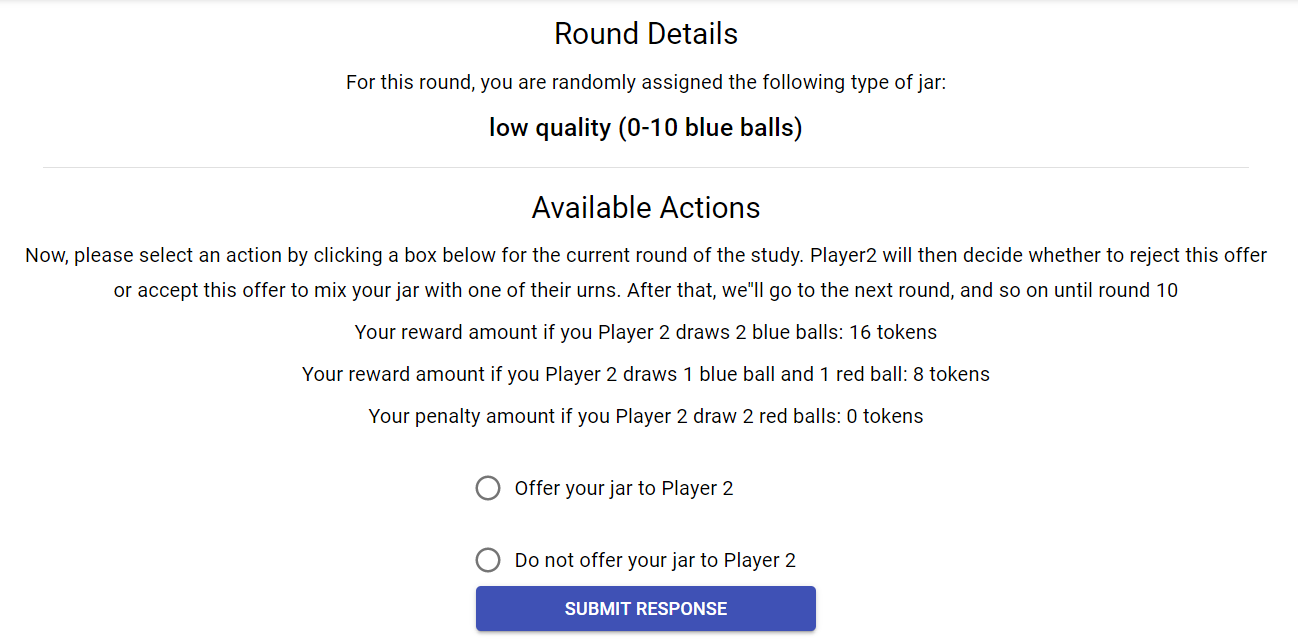 Round Details
For this round, you are randomly assigned the following type of jar:
low quality (0-10 blue balls)
Available Actions
Now, please select an action by clicking a box below for the current round of the study. Player2 will then decide whether to reject this offer
or accept this offer to mix your jar with one of their urns. After that, we"ll go to the next round, and so on until round 10
Your reward amount if you Player 2 draws 2 blue balls: 16 tokens
Your reward amount if you Player 2 draws 1 blue ball and 1 red ball: 8 tokens
Your penalty amount if you Player 2 draw 2 red balls: 0 tokens
Offer your jar to Player 2
Do not offer your jar to Player 2
SUBMIT RESPONSE